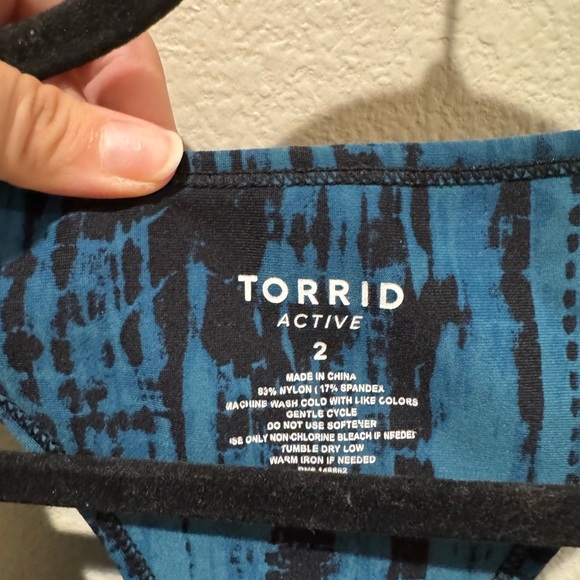 TORRID
ACTIVE
2
MADE IN CHINA
83% NYLON / 17% SPANDEX
MACHINE WASH COLD WITH LIKE COLORS
GENTLE CYCLE
DO NOT USE SOFTENER
USE ONLY NON-CHLORINE BLEACH IF NEEDED
TUMBLE DRY LOW
WARM IRON IF NEEDED